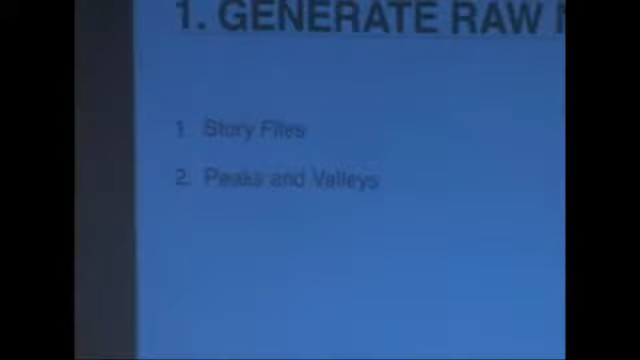 1. GENERATE RAW
1. Story Files
2. Peaks and Valleys